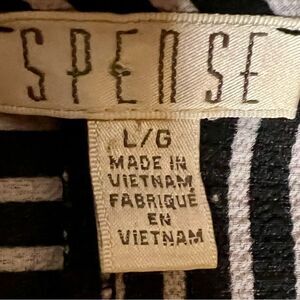 SPENSE
L/G
MADE IN
VIETNAM
FABRIQUÉ
EN
VIETNAM